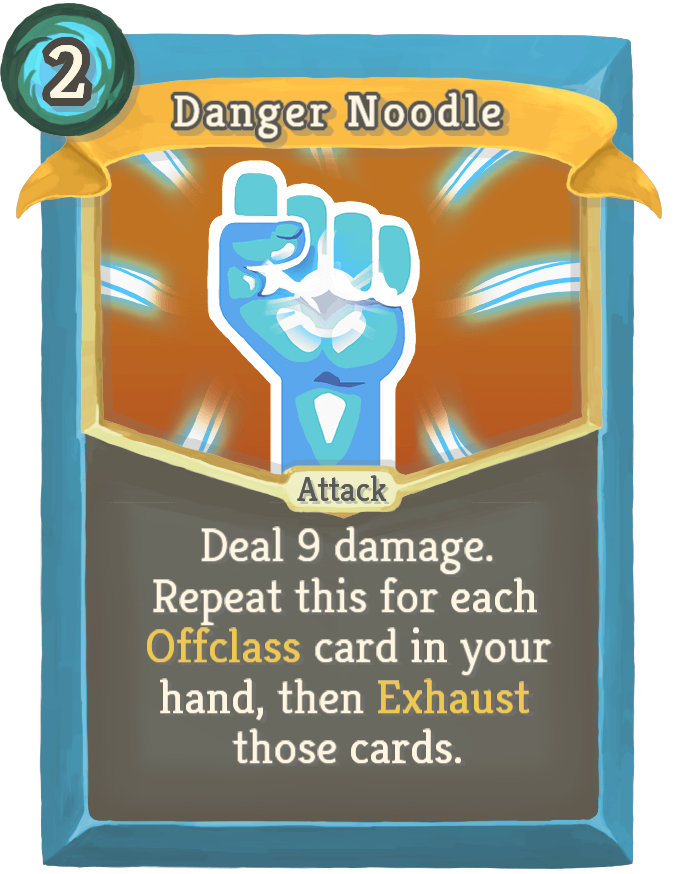 2
Danger Noodle
Attack
Deal 9 damage.
Repeat this for each
Offclass card in your
hand, then Exhaust
those cards.